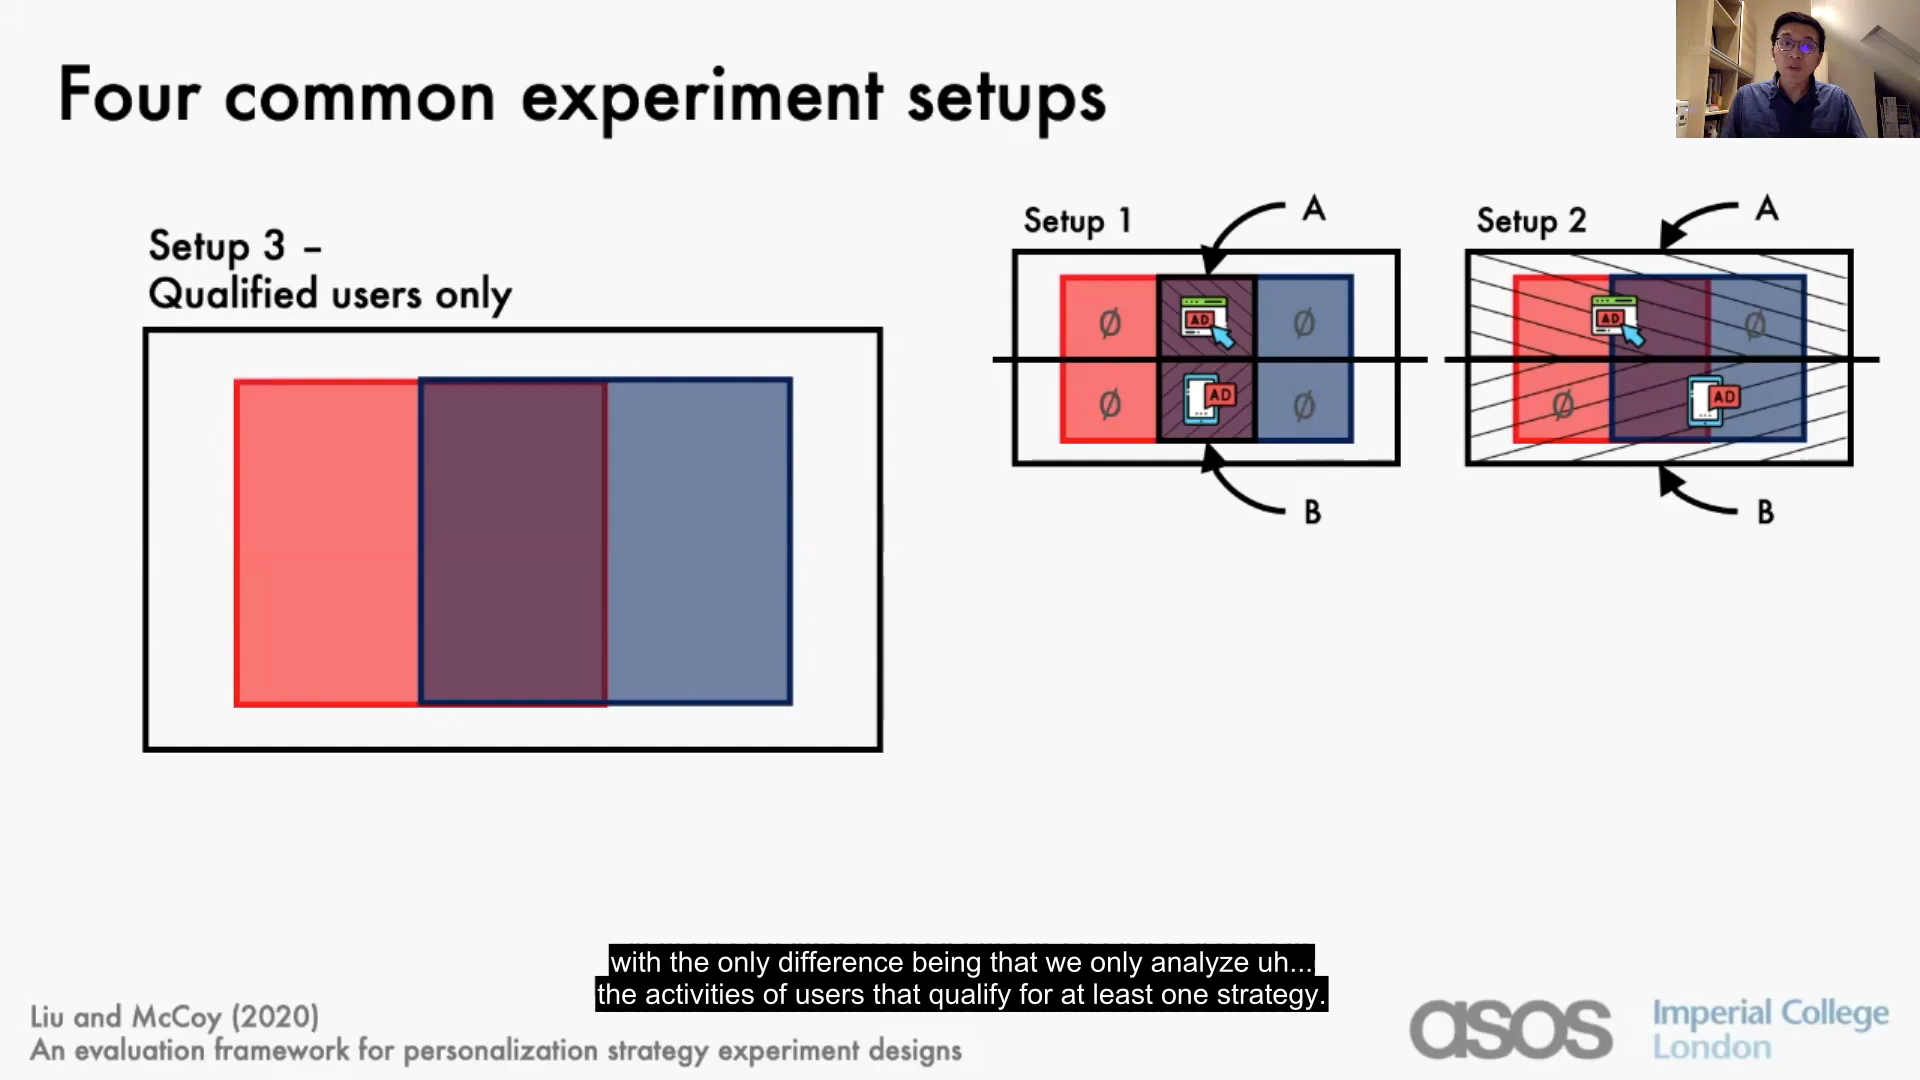 Four common experiment setups
Setup 3 –
Qualified users only
Setup 1
A
AD
Ø
Ø
AD
Ø
Ø
B
Setup 2
A
AD
Ø
Ø
AD
B
with the only difference being that we only analyze uh...
the activities of users that qualify for at least one strategy.
Liu and McCoy (2020)
An evaluation framework for personalization strategy experiment designs
asos
Imperial College
London